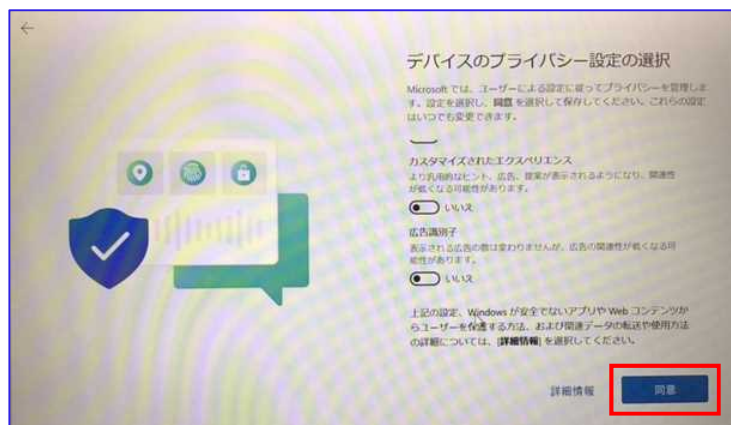 デバイスのプライバシー設定の選択
Microsoft では、ユーザーによる設定に従ってプライバシーを管理しま
す。設定を選択し、同意 を選択して保存してください。これらの設定
はいつでも変更できます。
カスタマイズされたエクスペリエンス
より汎用的なヒント、広告、提案が表示されるようになり、関連性
が低くなる可能性があります。
いいえ
広告識別子
表示される広告の数は変わりませんが、広告の関連性が低くなる可
能性があります。
いいえ
上記の設定、Windows が安全でないアプリや Web コンテンツか
らユーザーを保護する方法、および関連データの転送や使用方法
の詳細については、[詳細情報] を選択してください。
詳細情報
同意